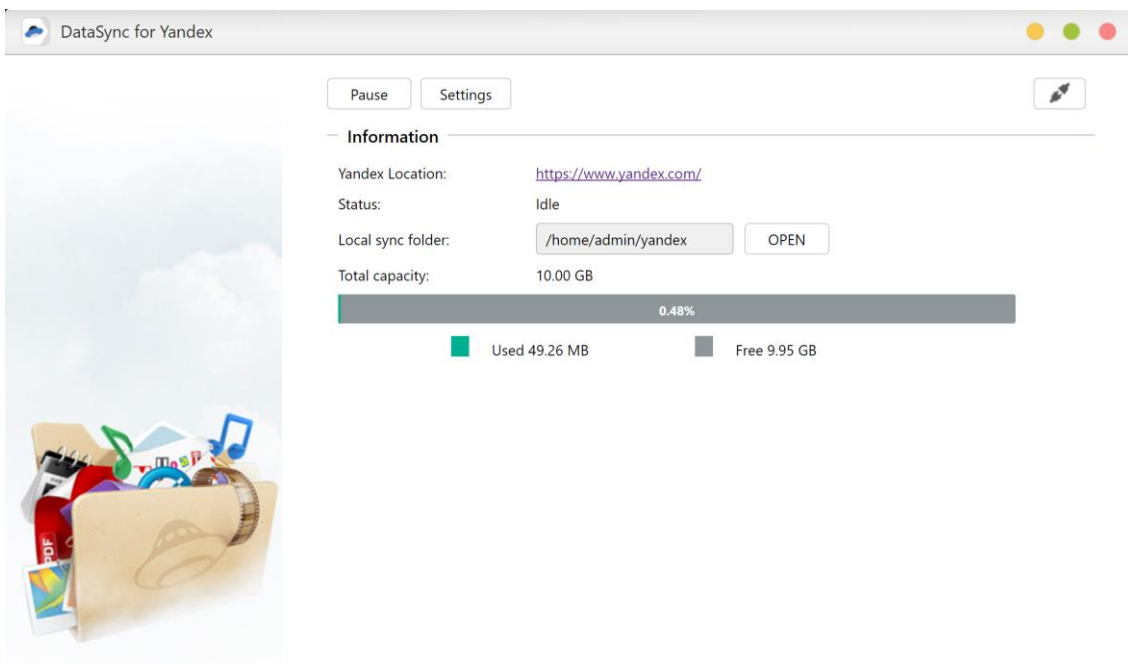 DataSync for Yandex
Pause Settings
Information
Yandex Location: https://www.yandex.com/
Status: Idle
Local sync folder: /home/admin/yandex OPEN
Total capacity: 10.00 GB
0.48%
Used 49.26 MB Free 9.95 GB
PDF